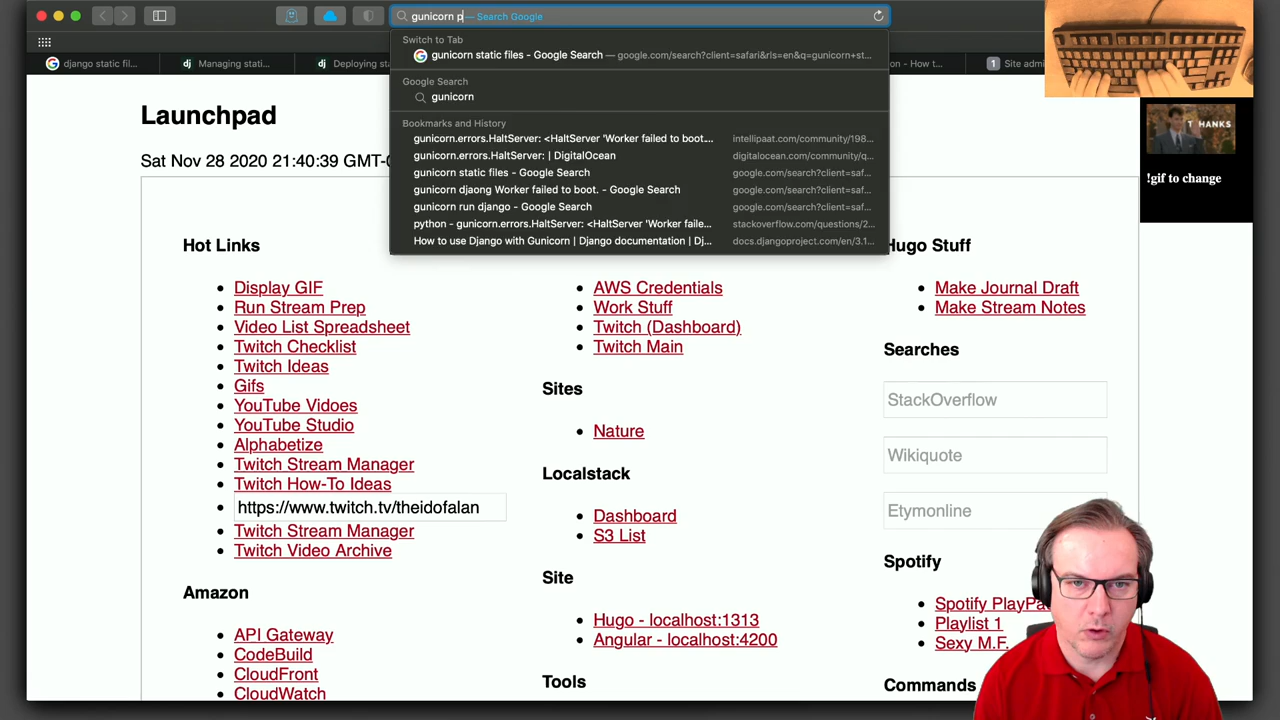 gunicorn p — Search Google
Switch to Tab
gunicorn static files - Google Search — google.com/search?client=safari&rls=en&q=gunicorn+st...
Google Search
gunicorn
Bookmarks and History
gunicorn.errors.HaltServer: <HaltServer 'Worker failed to boot.... intellipaat.com/community/198...
gunicorn.errors.HaltServer: | DigitalOcean digitalocean.com/community/q...
gunicorn static files - Google Search google.com/search?client=saf...
gunicorn djaong Worker failed to boot. - Google Search google.com/search?client=saf...
gunicorn run django - Google Search google.com/search?client=saf...
python - gunicorn.errors.HaltServer: <HaltServer 'Worker faile... stackoverflow.com/questions/2...
How to use Django with Gunicorn | Django documentation | Dj... docs.djangoproject.com/en/3.1...
django static fil...
dj Managing stati...
dj Deploying sta
on - How t...
1 Site admi
THANKS
!gif to change
Launchpad
Sat Nov 28 2020 21:40:39 GMT-0
Hot Links
Display GIF
Run Stream Prep
Video List Spreadsheet
Twitch Checklist
Twitch Ideas
Gifs
YouTube Vidoes
YouTube Studio
Alphabetize
Twitch Stream Manager
Twitch How-To Ideas
https://www.twitch.tv/theidofalan
Twitch Stream Manager
Twitch Video Archive
Amazon
API Gateway
CodeBuild
CloudFront
CloudWatch
AWS Credentials
Work Stuff
Twitch (Dashboard)
Twitch Main
Sites
Nature
Localstack
Dashboard
S3 List
Site
Hugo - localhost:1313
Angular - localhost:4200
Tools
Hugo Stuff
Make Journal Draft
Make Stream Notes
Searches
StackOverflow
Wikiquote
Etymonline
Spotify
Spotify PlayPa
Playlist 1
Sexy M.F.
Commands